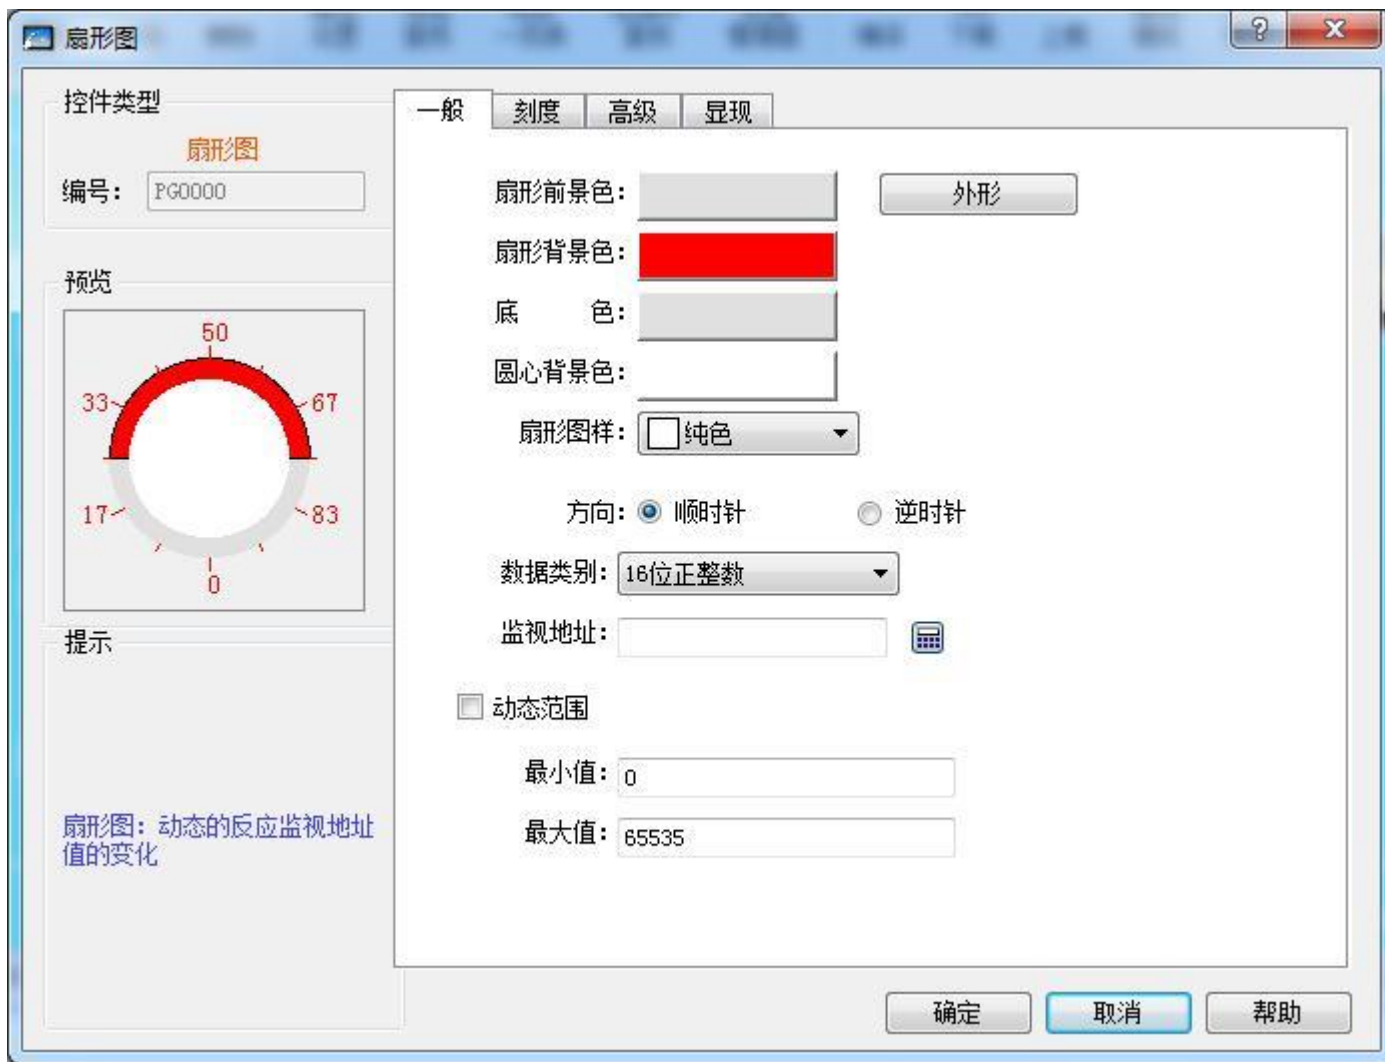 扇形图
控件类型
扇形图
编号： PG0000
预览
50
33 67
17 83
0
提示
扇形图：动态的反应监视地址
值的变化
一般 刻度 高级 显现
扇形前景色： 外形
扇形背景色：
底 色：
圆心背景色：
扇形图样： 纯色
方向： 顺时针 逆时针
数据类别： 16位正整数
监视地址：
动态范围
最小值： 0
最大值： 65535
确定 取消 帮助